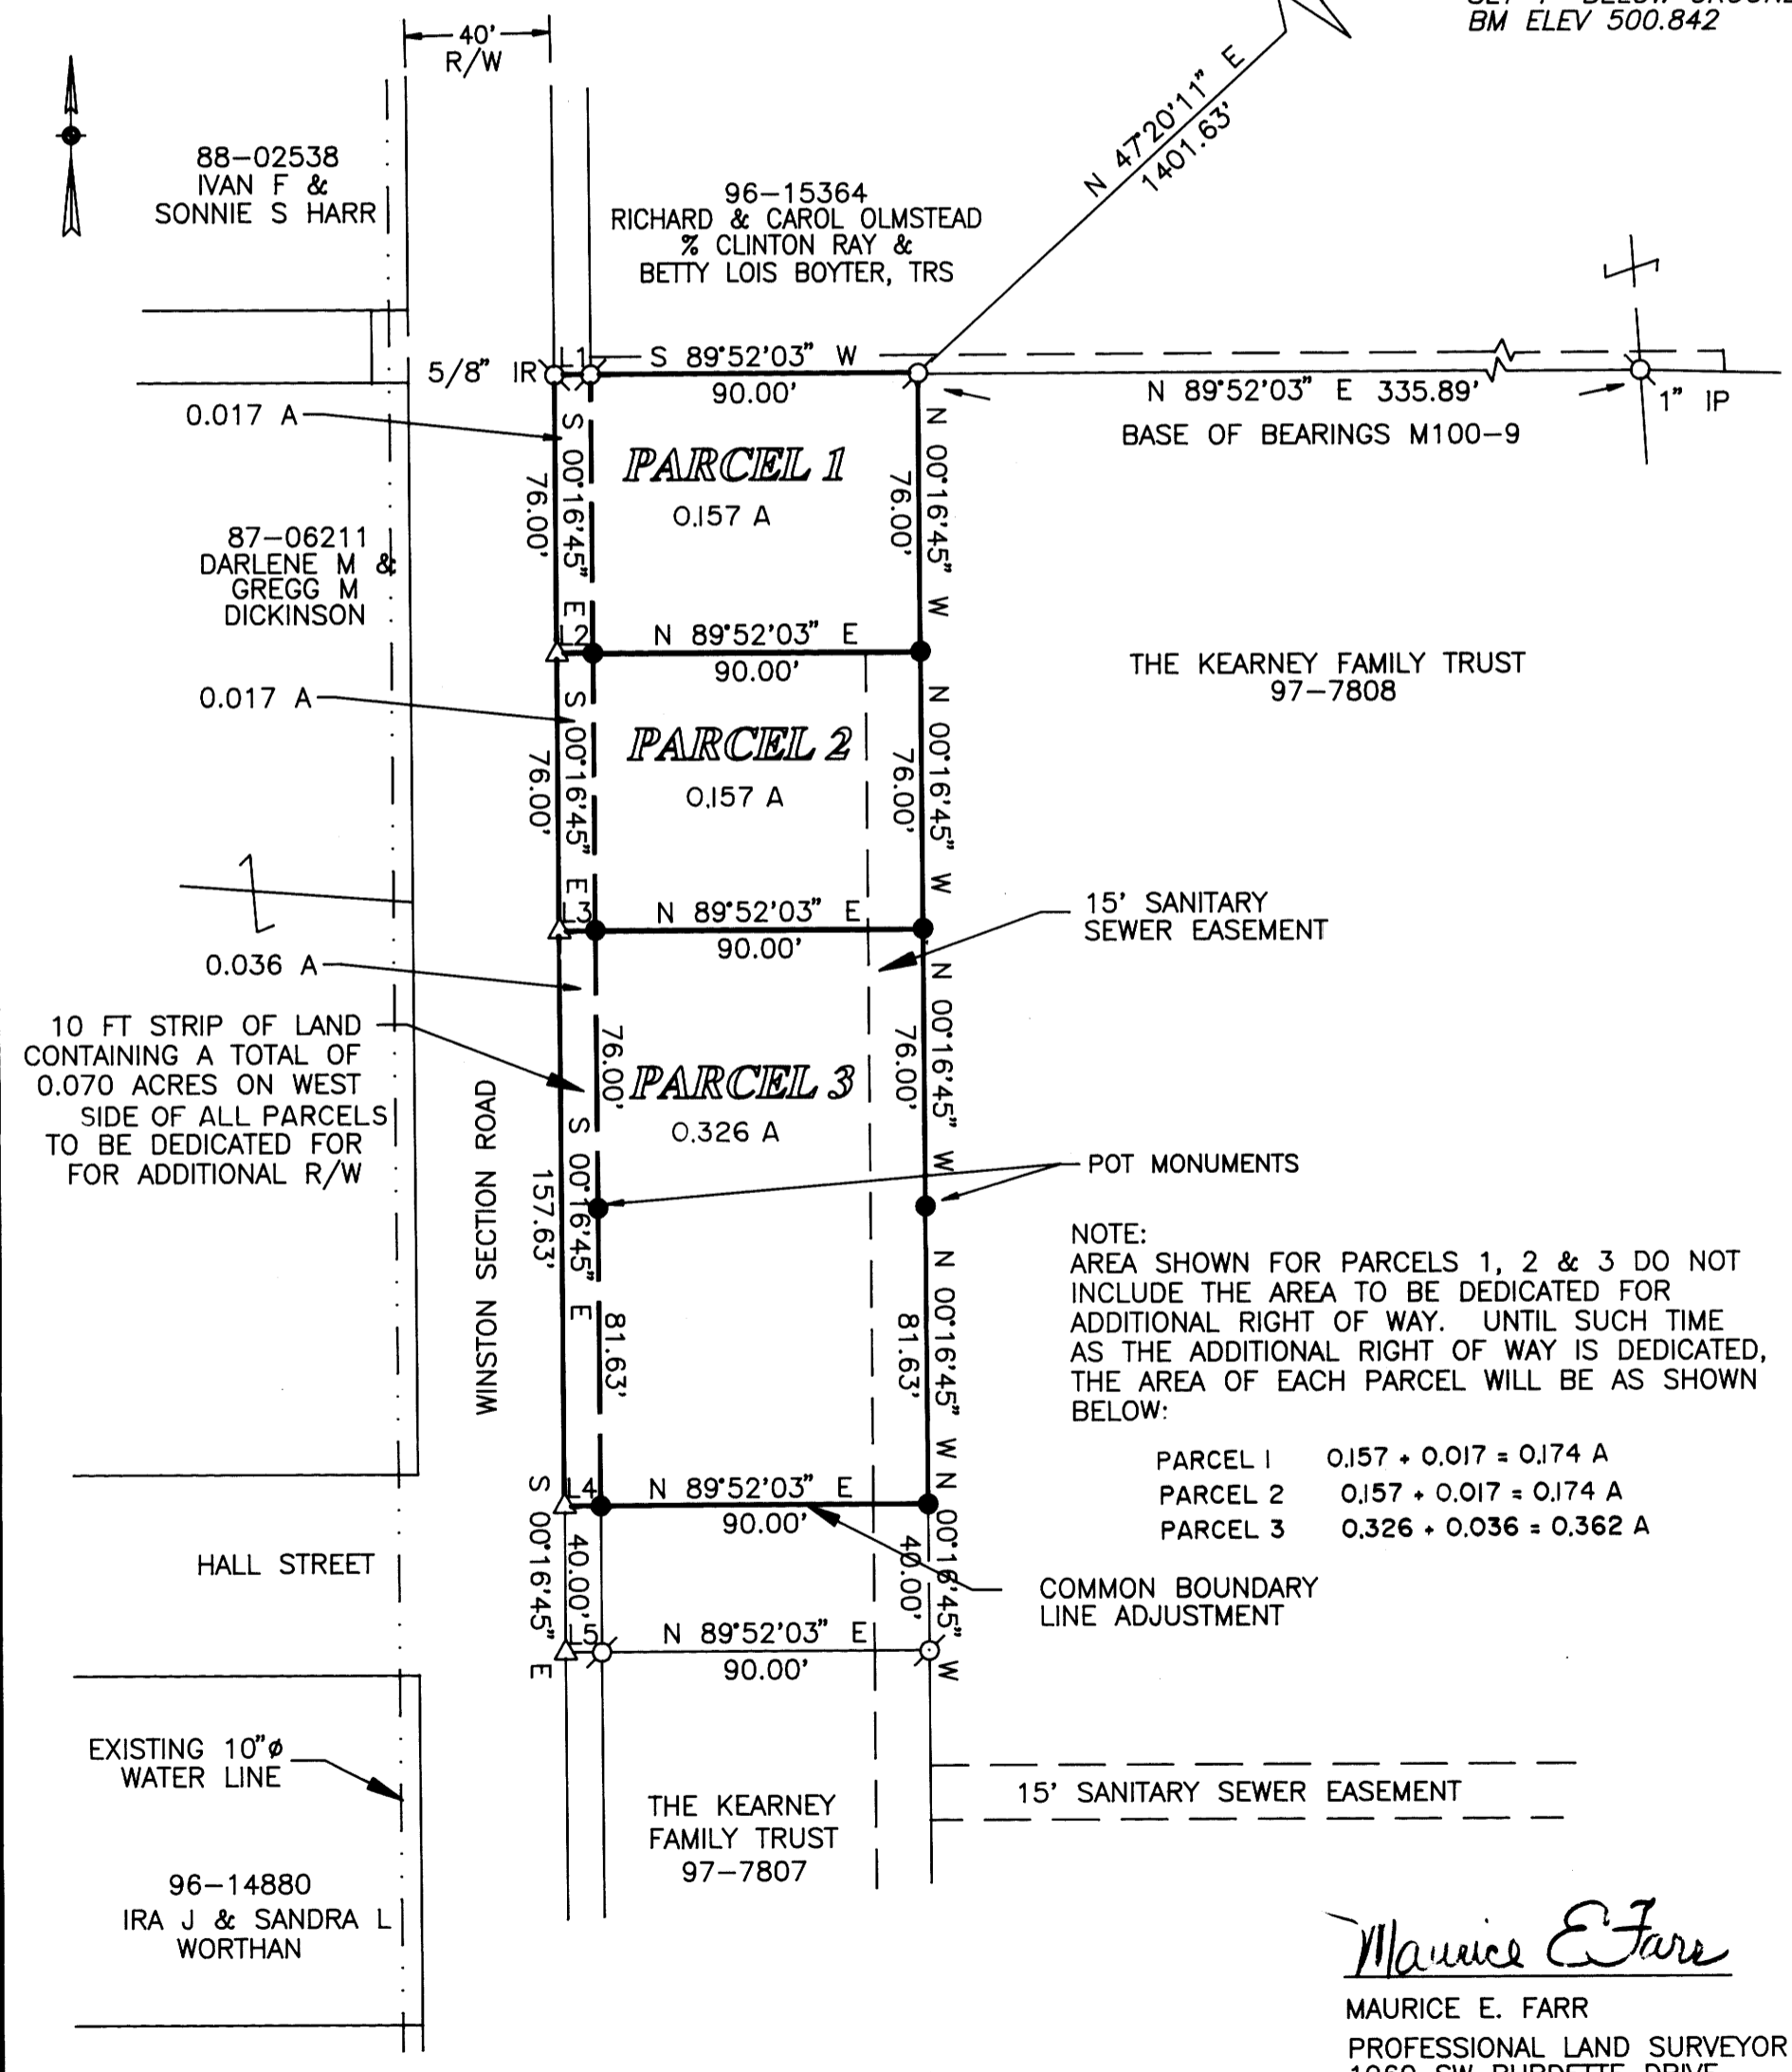 40'
R/W
BM ELEV 500.842
N 47°20'11" E
1401.63'
88-02538
IVAN F &
SONNIE S HARR
96-15364
RICHARD & CAROL OLMSTEAD
% CLINTON RAY &
BETTY LOIS BOYTER, TRS
5/8" IR
L1
S 89°52'03" W
90.00'
N 89°52'03" E 335.89'
1" IP
BASE OF BEARINGS M100-9
0.017 A
S 00°16'45" E
76.00'
PARCEL 1
0.157 A
N 00°16'45" W
76.00'
87-06211
DARLENE M &
GREGG M
DICKINSON
L2
N 89°52'03" E
90.00'
THE KEARNEY FAMILY TRUST
97-7808
0.017 A
S 00°16'45" E
76.00'
PARCEL 2
0.157 A
N 00°16'45" W
76.00'
L3
N 89°52'03" E
90.00'
15' SANITARY
SEWER EASEMENT
0.036 A
10 FT STRIP OF LAND
CONTAINING A TOTAL OF
0.070 ACRES ON WEST
SIDE OF ALL PARCELS
TO BE DEDICATED FOR
FOR ADDITIONAL R/W
WINSTON SECTION ROAD
157.63'
S 00°16'45" E
76.00'
81.63'
PARCEL 3
0.326 A
N 00°16'45" W
76.00'
POT MONUMENTS
N 00°16'45" W
81.63'
NOTE:
AREA SHOWN FOR PARCELS 1, 2 & 3 DO NOT
INCLUDE THE AREA TO BE DEDICATED FOR
ADDITIONAL RIGHT OF WAY. UNTIL SUCH TIME
AS THE ADDITIONAL RIGHT OF WAY IS DEDICATED,
THE AREA OF EACH PARCEL WILL BE AS SHOWN
BELOW:
PARCEL 1 0.157 + 0.017 = 0.174 A
PARCEL 2 0.157 + 0.017 = 0.174 A
PARCEL 3 0.326 + 0.036 = 0.362 A
L4
N 89°52'03" E
90.00'
HALL STREET
S 00°16'45" E
40.00'
N 00°16'45" W
40.00'
COMMON BOUNDARY
LINE ADJUSTMENT
L5
N 89°52'03" E
90.00'
EXISTING 10"ø
WATER LINE
15' SANITARY SEWER EASEMENT
THE KEARNEY
FAMILY TRUST
97-7807
96-14880
IRA J & SANDRA L
WORTHAN
Maurice E Farr
MAURICE E. FARR
PROFESSIONAL LAND SURVEYOR